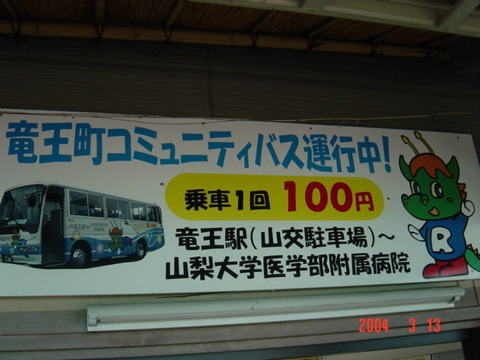 竜王町コミュニティバス運行中!
乗車1回 100円
竜王駅(山交駐車場)~
山梨大学医学部附属病院
R
2004 3 13